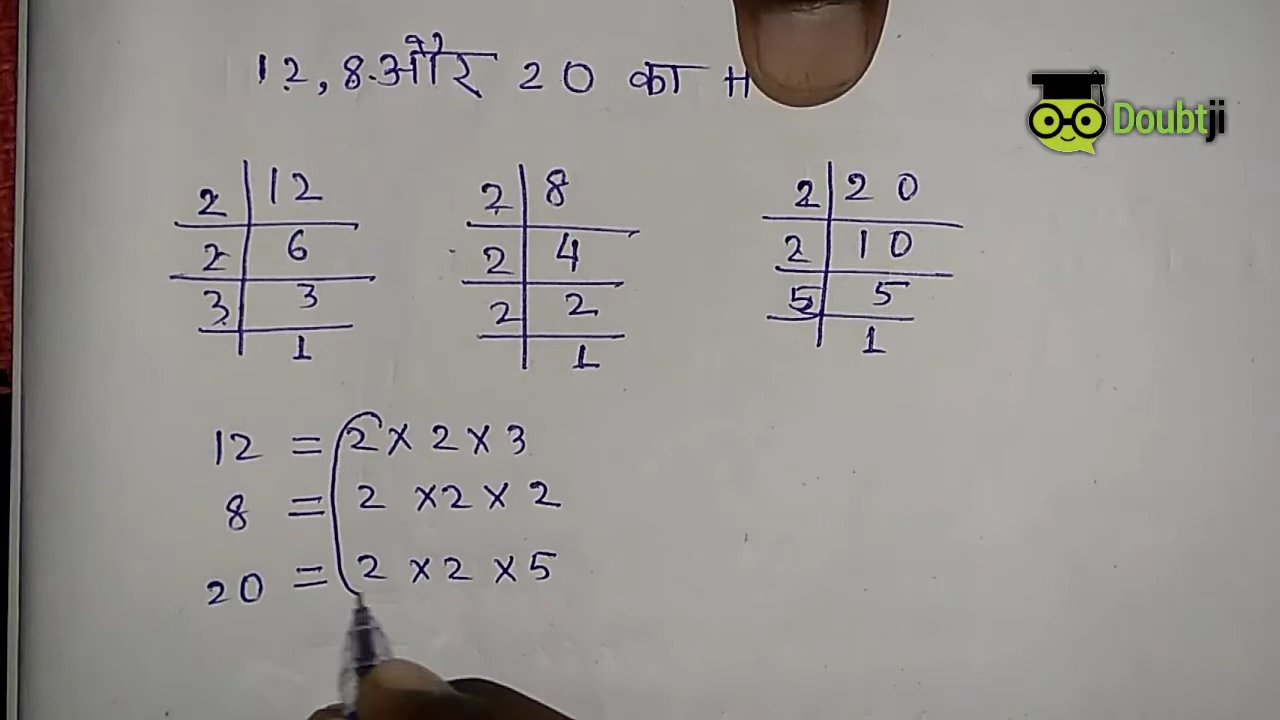 12, 8 और 20 का H
Doubtji
2 12 2 8 2 20
2 6 2 4 2 10
3 3 2 2 5 5
1 1 1
12 = 2 × 2 × 3
8 = 2 × 2 × 2
20 = 2 × 2 × 5